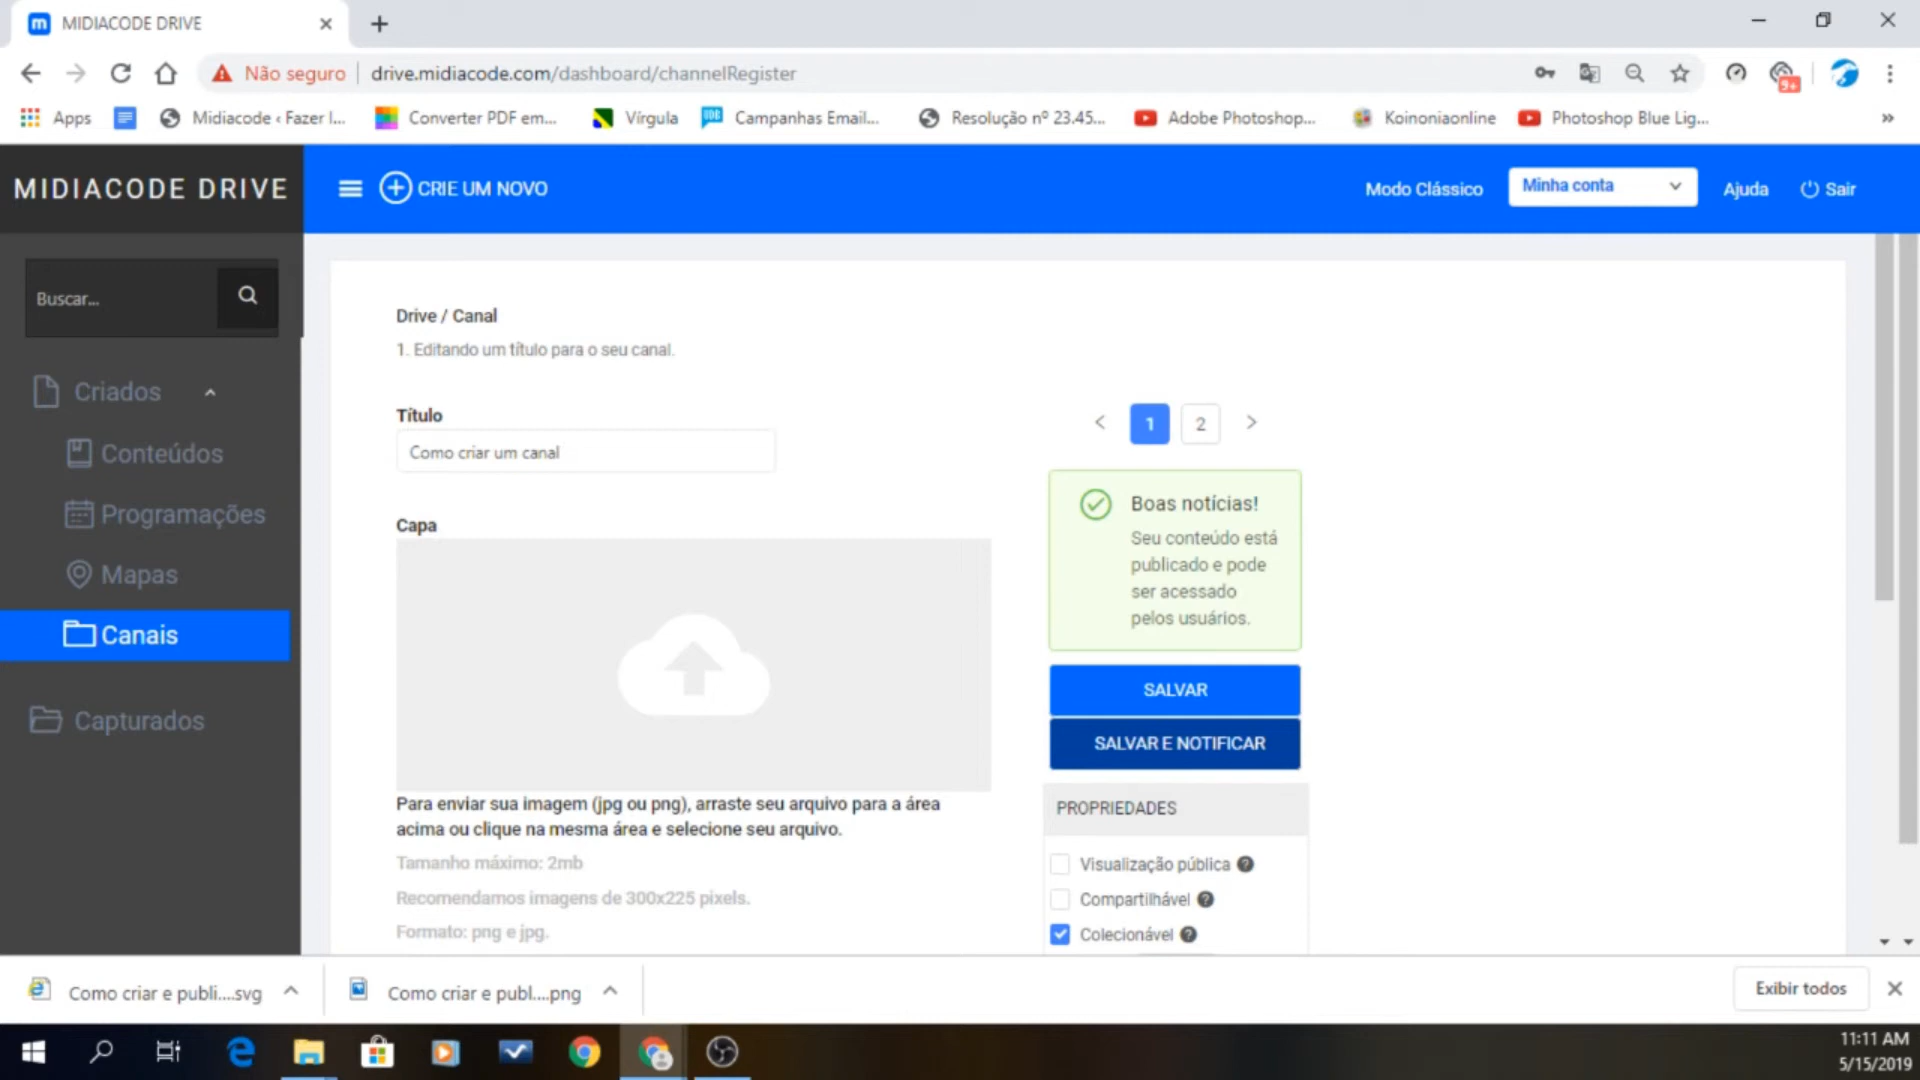 MIDIACODE DRIVE
Não seguro
drive.midiacode.com/dashboard/channelRegister
9+
Apps
Midiacode ‹ Fazer l...
Converter PDF em...
Vírgula
Campanhas Email...
Resolução nº 23.45...
Adobe Photoshop...
Koinoniaonline
Photoshop Blue Lig...
»
MIDIACODE DRIVE
CRIE UM NOVO
Modo Clássico
Minha conta
Ajuda
Sair
Buscar...
Criados
Conteúdos
Programações
Mapas
Canais
Capturados
Drive / Canal
1. Editando um título para o seu canal.
Título
Como criar um canal
Capa
Para enviar sua imagem (jpg ou png), arraste seu arquivo para a área
acima ou clique na mesma área e selecione seu arquivo.
Tamanho máximo: 2mb
Recomendamos imagens de 300x225 pixels.
Formato: png e jpg.
< 1 2 >
Boas notícias!
Seu conteúdo está
publicado e pode
ser acessado
pelos usuários.
SALVAR
SALVAR E NOTIFICAR
PROPRIEDADES
Visualização pública ?
Compartilhável ?
Colecionável ?
Como criar e publi....svg
Como criar e publ....png
Exibir todos
11:11 AM
5/15/2019